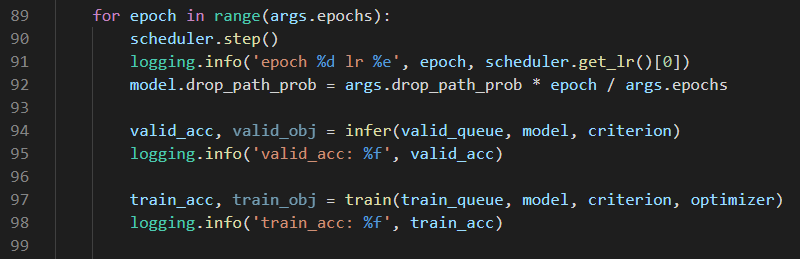 89 for epoch in range(args.epochs):
90 scheduler.step()
91 logging.info('epoch %d lr %e', epoch, scheduler.get_lr()[0])
92 model.drop_path_prob = args.drop_path_prob * epoch / args.epochs
93
94 valid_acc, valid_obj = infer(valid_queue, model, criterion)
95 logging.info('valid_acc: %f', valid_acc)
96
97 train_acc, train_obj = train(train_queue, model, criterion, optimizer)
98 logging.info('train_acc: %f', train_acc)
99